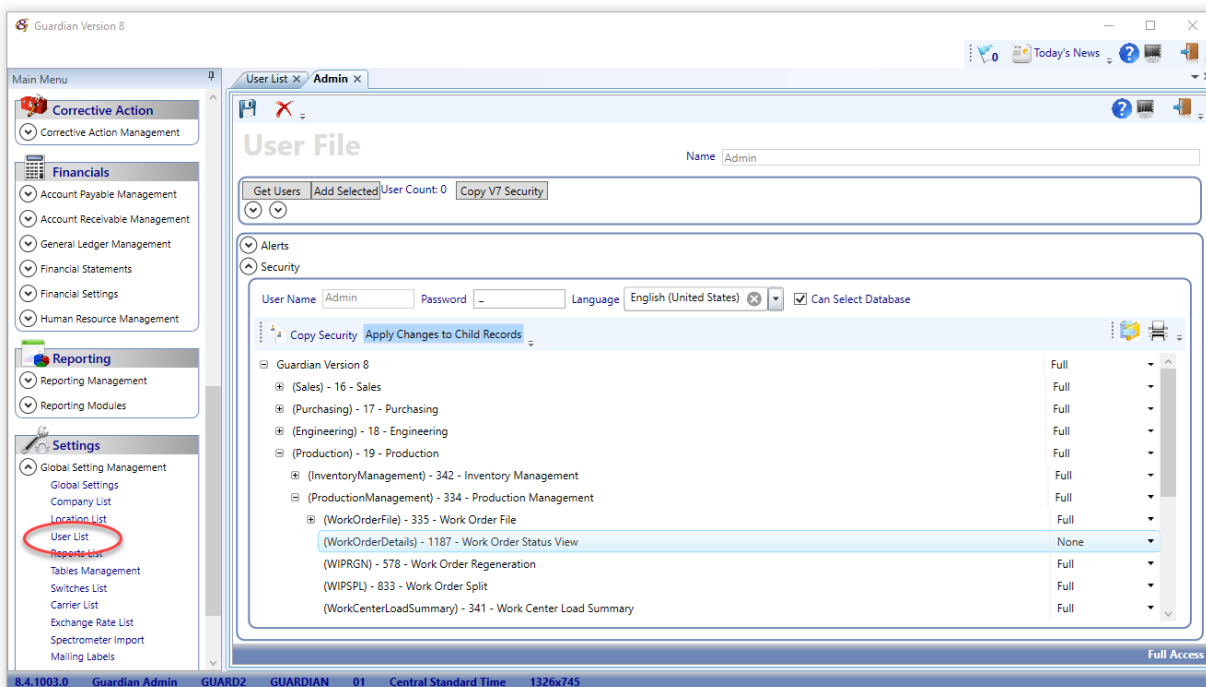 Guardian Version 8
0 Today's News
Main Menu
User List Admin
Corrective Action
Corrective Action Management
Financials
Account Payable Management
Account Receivable Management
General Ledger Management
Financial Statements
Financial Settings
Human Resource Management
Reporting
Reporting Management
Reporting Modules
Settings
Global Setting Management
Global Settings
Company List
Location List
User List
Reports List
Tables Management
Switches List
Carrier List
Exchange Rate List
Spectrometer Import
Mailing Labels
User File
Name Admin
Get Users Add Selected User Count: 0 Copy V7 Security
Alerts
Security
User Name Admin Password _ Language English (United States) Can Select Database
Copy Security Apply Changes to Child Records
Guardian Version 8 Full
(Sales) - 16 - Sales Full
(Purchasing) - 17 - Purchasing Full
(Engineering) - 18 - Engineering Full
(Production) - 19 - Production Full
(InventoryManagement) - 342 - Inventory Management Full
(ProductionManagement) - 334 - Production Management Full
(WorkOrderFile) - 335 - Work Order File Full
(WorkOrderDetails) - 1187 - Work Order Status View None
(WIPRGN) - 578 - Work Order Regeneration Full
(WIPSPL) - 833 - Work Order Split Full
(WorkCenterLoadSummary) - 341 - Work Center Load Summary Full
Full Access
8.4.1003.0 Guardian Admin GUARD2 GUARDIAN 01 Central Standard Time 1326x745